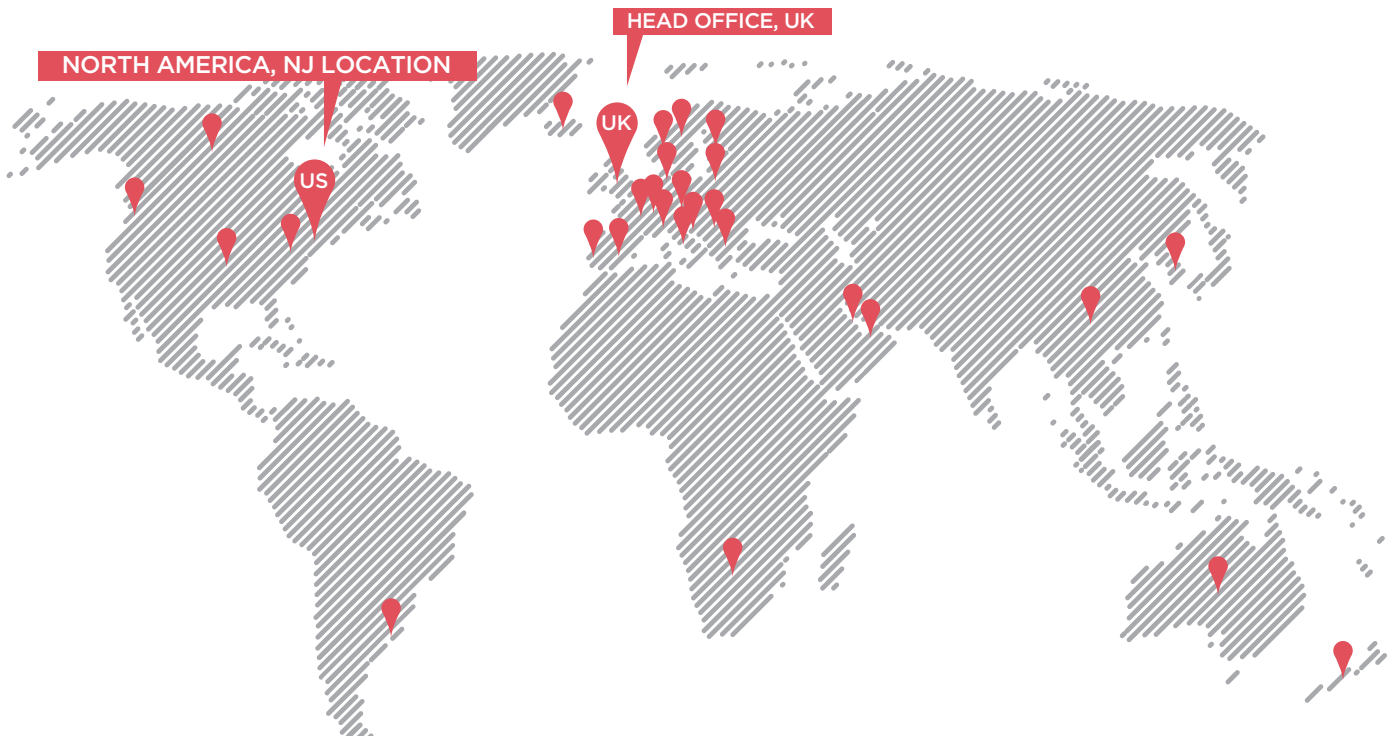 HEAD OFFICE, UK
NORTH AMERICA, NJ LOCATION
UK
US